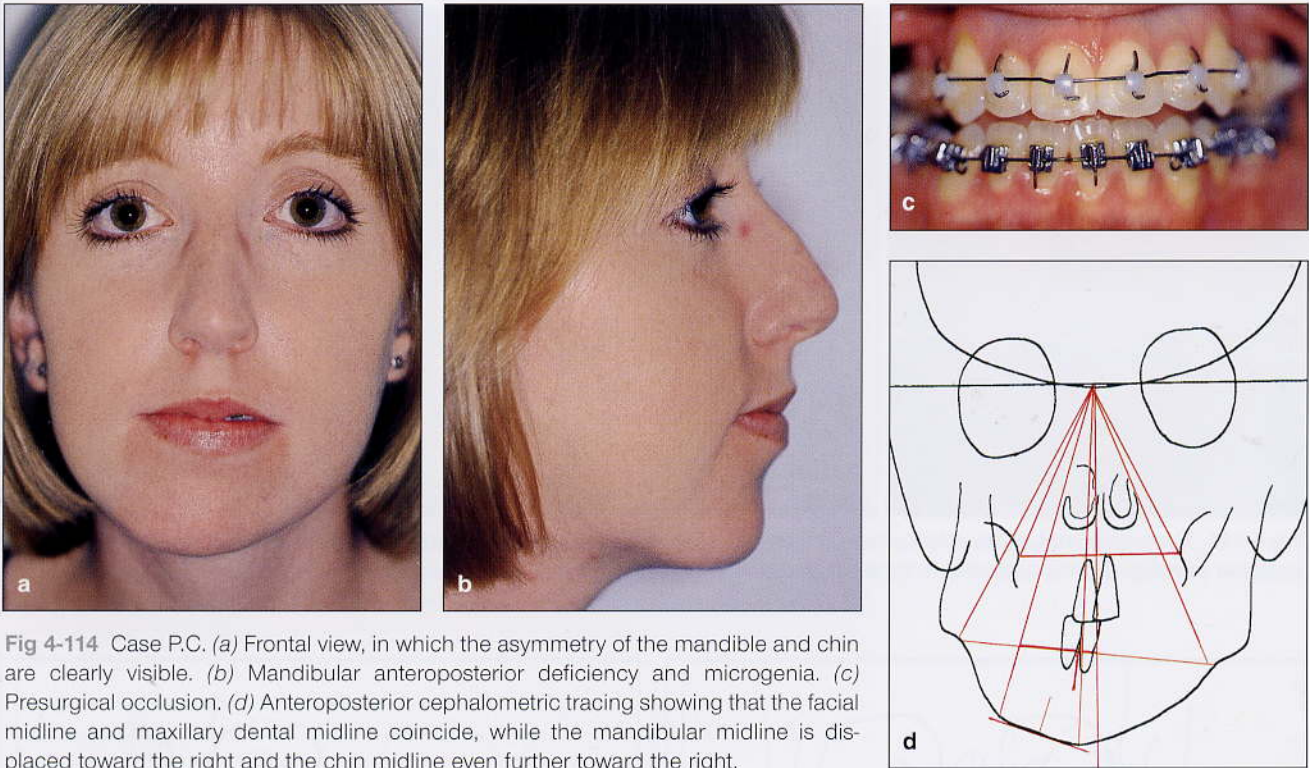 a
b
c
d
Fig 4-114 Case P.C. (a) Frontal view, in which the asymmetry of the mandible and chin
are clearly visible. (b) Mandibular anteroposterior deficiency and microgenia. (c)
Presurgical occlusion. (d) Anteroposterior cephalometric tracing showing that the facial
midline and maxillary dental midline coincide, while the mandibular midline is dis-
placed toward the right and the chin midline even further toward the right.